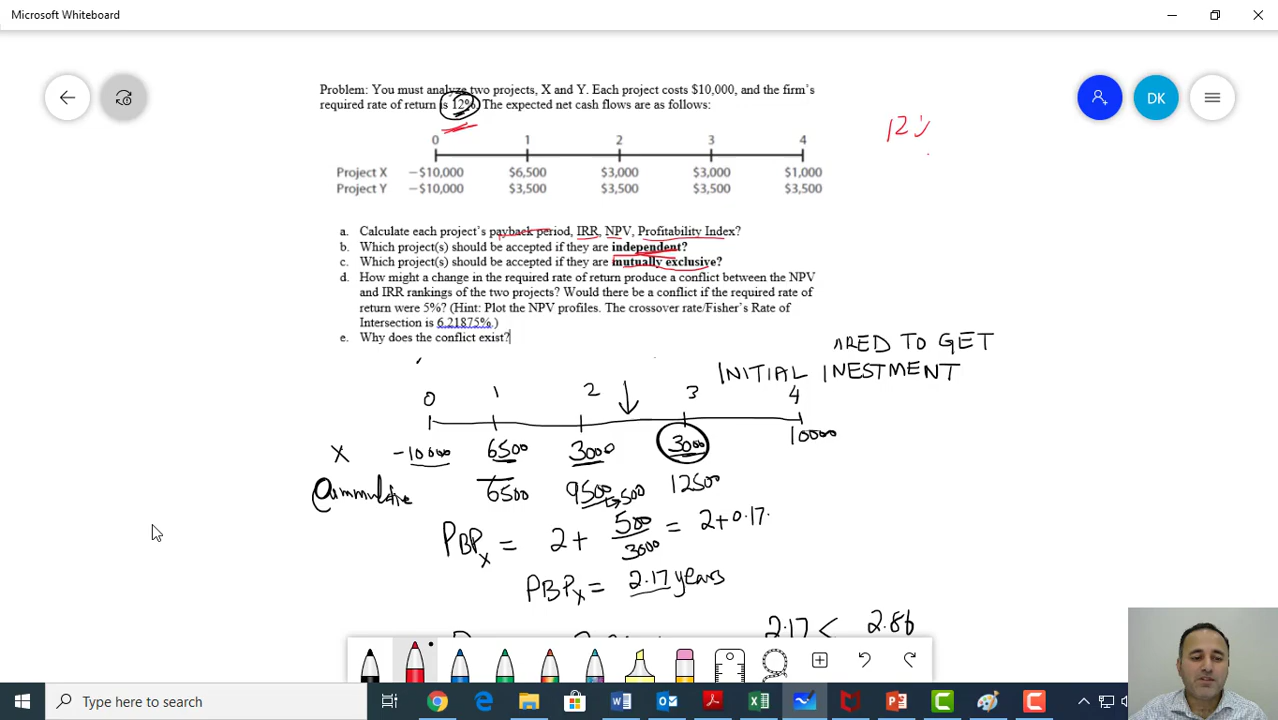 Microsoft Whiteboard
Problem: You must analyze two projects, X and Y. Each project costs $10,000, and the firm's
required rate of return is 12%. The expected net cash flows are as follows:
12%
0 1 2 3 4
Project X −$10,000 $6,500 $3,000 $3,000 $1,000
Project Y −$10,000 $3,500 $3,500 $3,500 $3,500
a. Calculate each project's payback period, IRR, NPV, Profitability Index?
b. Which project(s) should be accepted if they are independent?
c. Which project(s) should be accepted if they are mutually exclusive?
d. How might a change in the required rate of return produce a conflict between the NPV
and IRR rankings of the two projects? Would there be a conflict if the required rate of
return were 5%? (Hint: Plot the NPV profiles. The crossover rate/Fisher's Rate of
Intersection is 6.21875%.)
e. Why does the conflict exist?
TO GET
INITIAL INESTMENT
0 1 2 3 4
X -10000 6500 3000 3000 10000
Cummulative 6500 9500 → 500 12500
PBPx = 2 + 500/3000 = 2+0.17.
PBPx = 2.17 years
2.17 < 2.86
DK
Type here to search